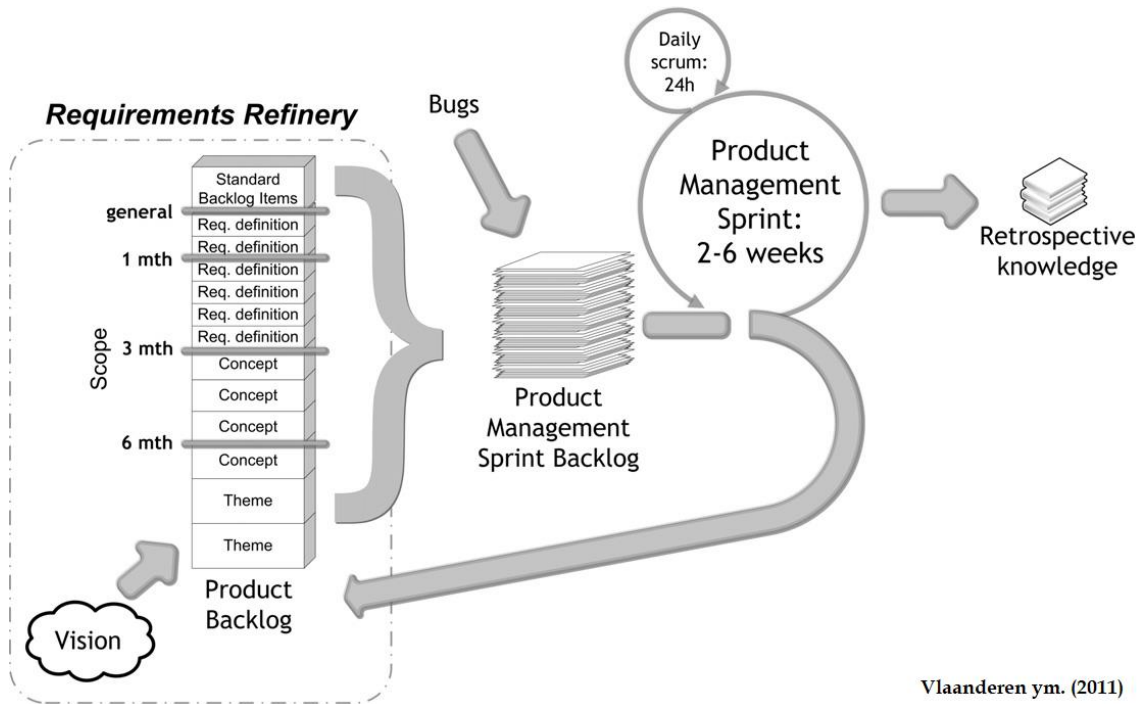 Requirements Refinery
Standard
Backlog Items
general
Req. definition
Req. definition
1 mth
Req. definition
Req. definition
Req. definition
Req. definition
Scope
3 mth
Concept
Concept
Concept
6 mth
Concept
Theme
Theme
Product
Backlog
Vision
Bugs
Product
Management
Sprint Backlog
Daily
scrum:
24h
Product
Management
Sprint:
2-6 weeks
Retrospective
knowledge
Vlaanderen ym. (2011)